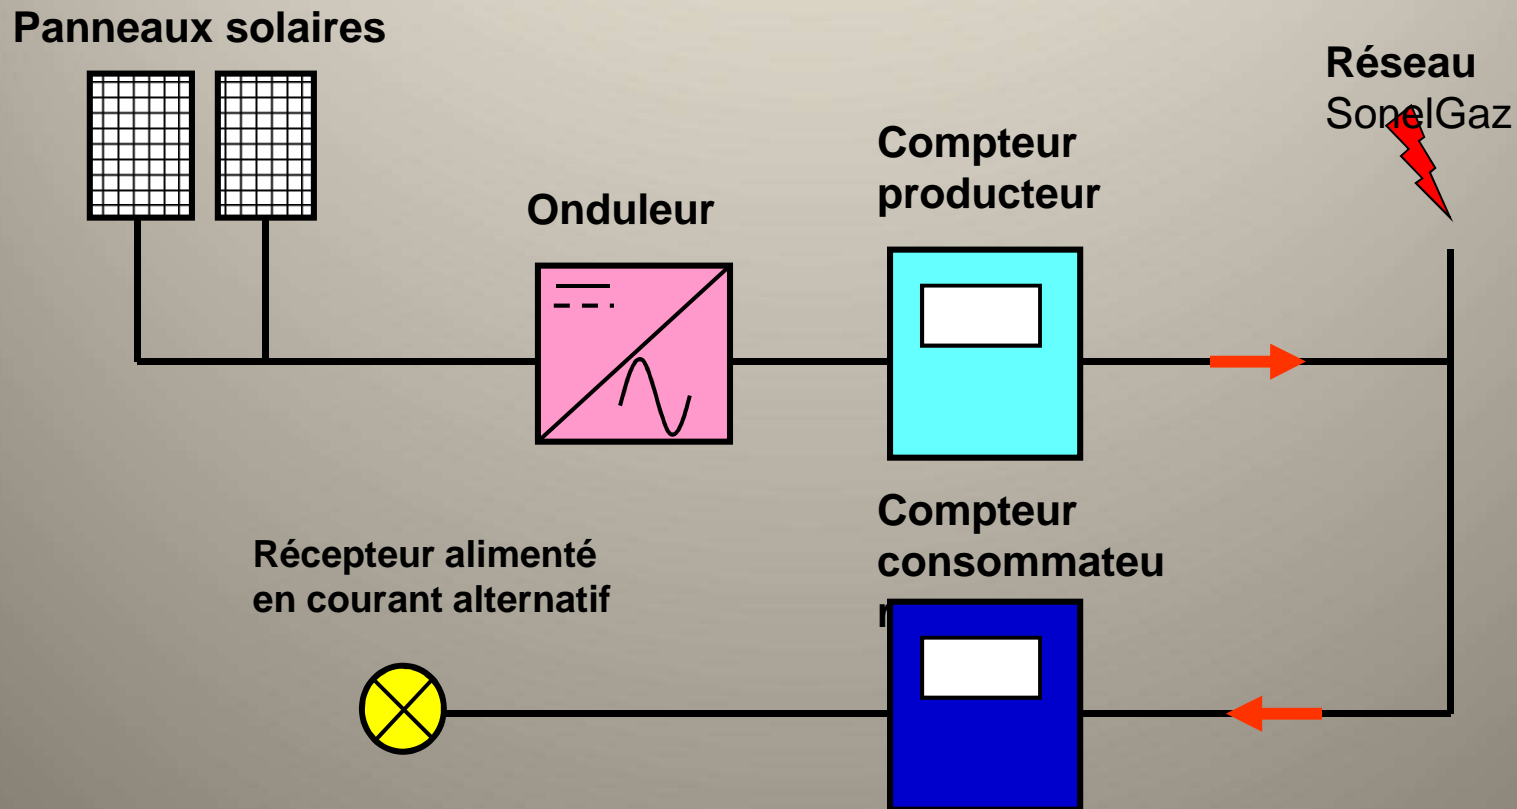 Panneaux solaires
Réseau
SonelGaz
Compteur
producteur
Onduleur
Compteur
consommateu
r
Récepteur alimenté
en courant alternatif